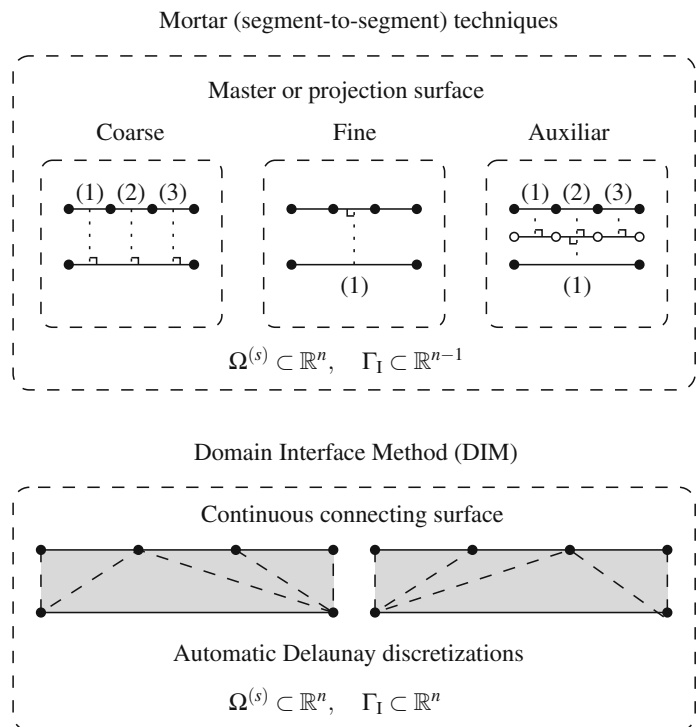 Mortar (segment-to-segment) techniques
Master or projection surface
Coarse Fine Auxiliar
(1) (2) (3)
(1)
(1) (2) (3)
(1)
Ω^(s) ⊂ ℝ^n, Γ_I ⊂ ℝ^(n−1)
Domain Interface Method (DIM)
Continuous connecting surface
Automatic Delaunay discretizations
Ω^(s) ⊂ ℝ^n, Γ_I ⊂ ℝ^n